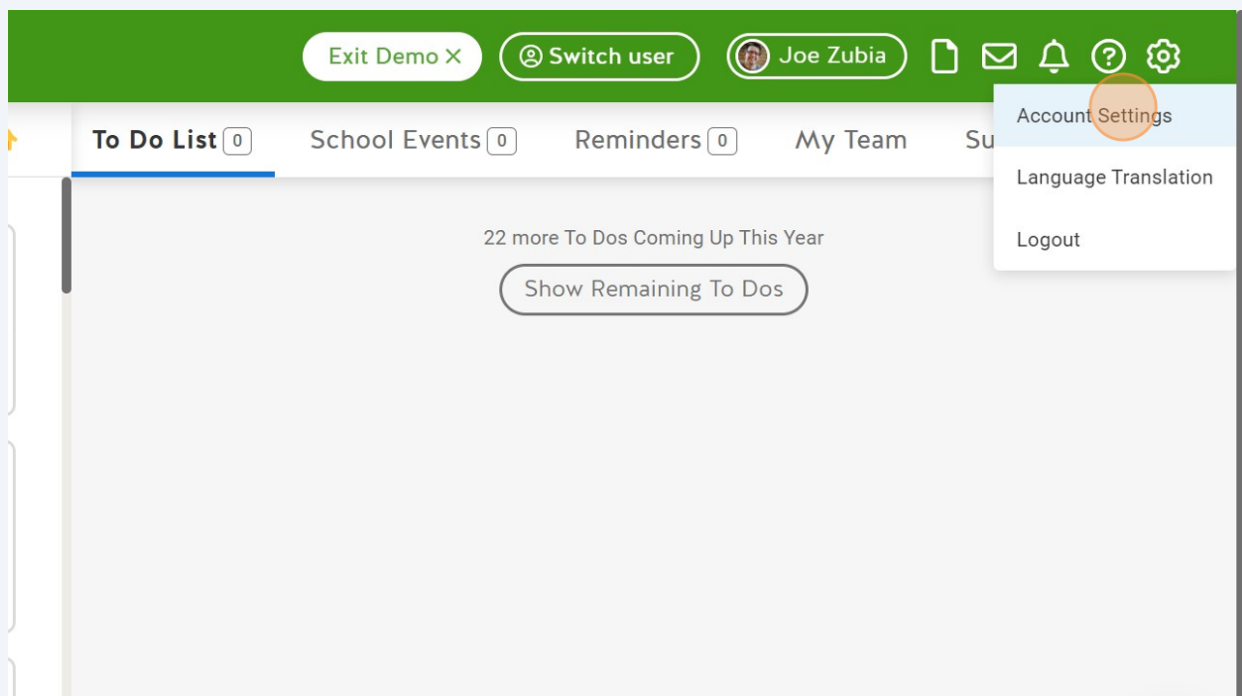 Exit Demo ×
Switch user
Joe Zubia
To Do List 0
School Events 0
Reminders 0
My Team
Account Settings
Language Translation
Logout
22 more To Dos Coming Up This Year
Show Remaining To Dos